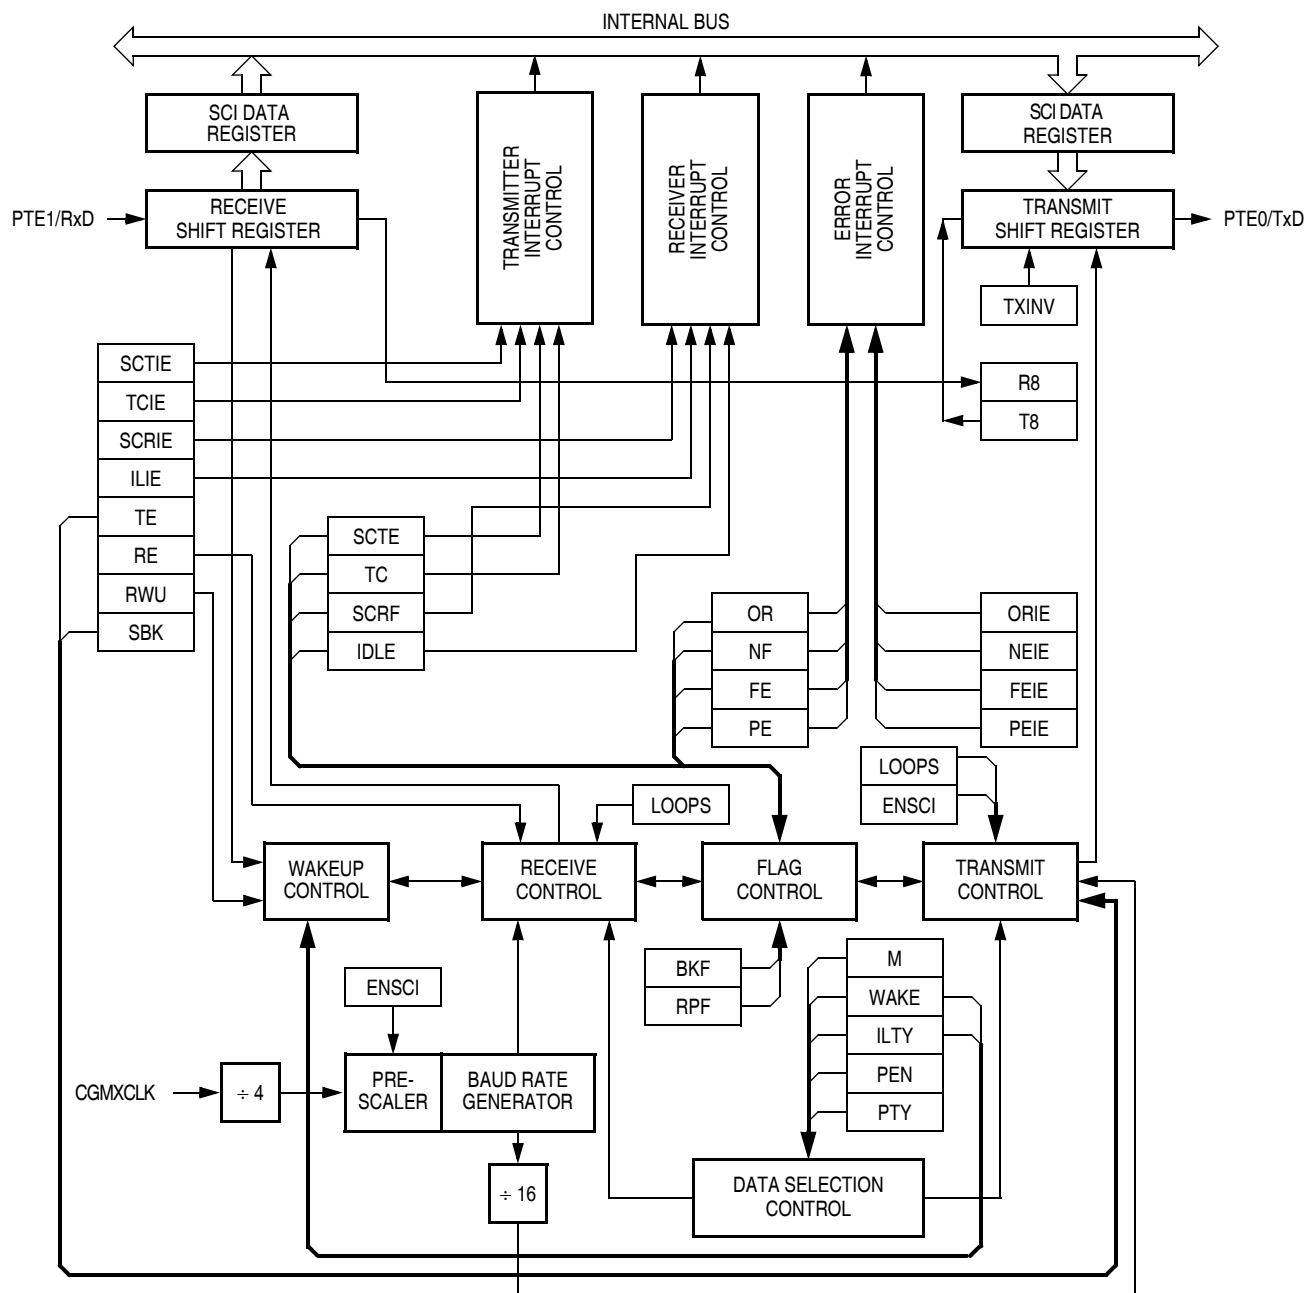 INTERNAL BUS
SCI DATA
REGISTER
RECEIVE
SHIFT REGISTER
PTE1/RxD
TRANSMITTER
INTERRUPT
CONTROL
RECEIVER
INTERRUPT
CONTROL
ERROR
INTERRUPT
CONTROL
SCI DATA
REGISTER
TRANSMIT
SHIFT REGISTER
PTE0/TxD
TXINV
R8
T8
SCTIE
TCIE
SCRIE
ILIE
TE
RE
RWU
SBK
SCTE
TC
SCRF
IDLE
OR
NF
FE
PE
ORIE
NEIE
FEIE
PEIE
LOOPS
LOOPS
ENSCI
WAKEUP
CONTROL
RECEIVE
CONTROL
FLAG
CONTROL
TRANSMIT
CONTROL
BKF
RPF
M
WAKE
ILTY
PEN
PTY
ENSCI
CGMXCLK
÷ 4
PRE-
SCALER
BAUD RATE
GENERATOR
÷ 16
DATA SELECTION
CONTROL